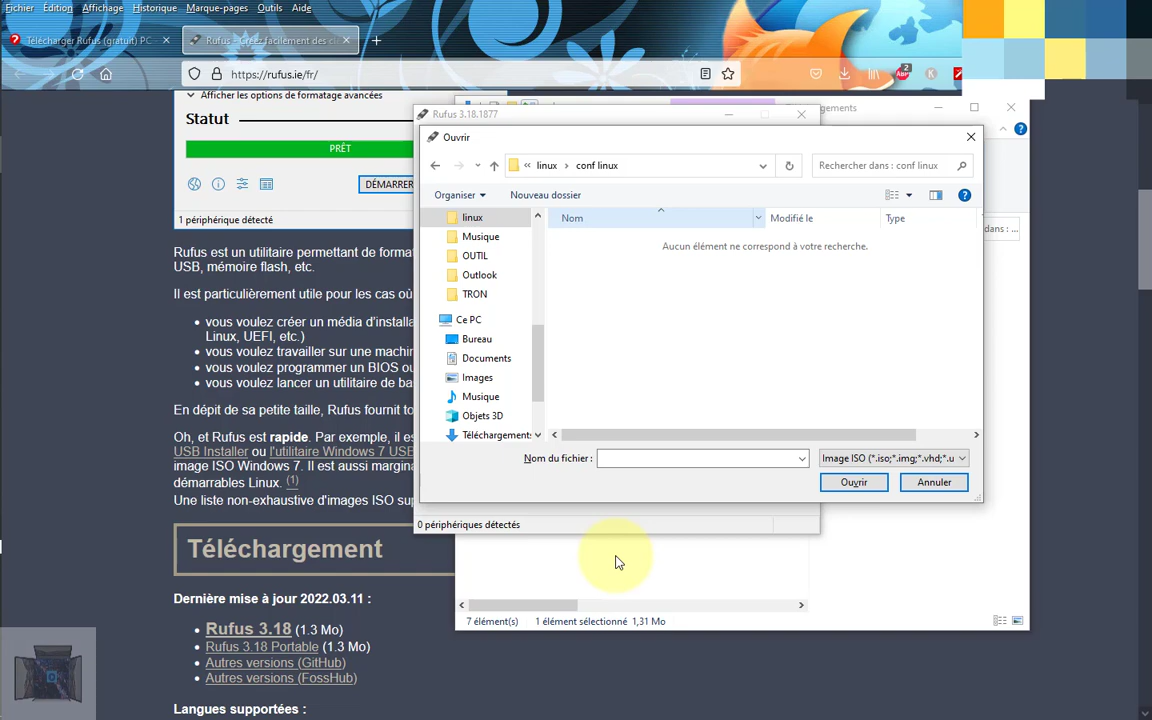 Fichier Édition Affichage Historique Marque-pages Outils Aide
Télécharger Rufus (gratuit) PC
Rufus - Créez facilement des cl
https://rufus.ie/fr/
2
K
Afficher les options de formatage avancées
Statut
PRÊT
DÉMARRER
1 périphérique détecté
Rufus 3.18.1877
ements
Ouvrir
« linux › conf linux
Rechercher dans : conf linux
Organiser
Nouveau dossier
linux
Musique
OUTIL
Outlook
TRON
Ce PC
Bureau
Documents
Images
Musique
Objets 3D
Téléchargements
Nom
Modifié le
Type
Aucun élément ne correspond à votre recherche.
dans : ...
Nom du fichier :
Image ISO (*.iso;*.img;*.vhd;*.u
Ouvrir
Annuler
0 périphériques détectés
7 élément(s)
1 élément sélectionné 1,31 Mo
Rufus est un utilitaire permettant de forma
USB, mémoire flash, etc.
Il est particulièrement utile pour les cas où
vous voulez créer un média d'installa
Linux, UEFI, etc.)
vous voulez travailler sur une machin
vous voulez programmer un BIOS ou
vous voulez lancer un utilitaire de ba
En dépit de sa petite taille, Rufus fournit to
Oh, et Rufus est rapide. Par exemple, il es
USB Installer ou l'utilitaire Windows 7 USB
image ISO Windows 7. Il est aussi margina
démarrables Linux. (1)
Une liste non-exhaustive d'images ISO sup
Téléchargement
Dernière mise à jour 2022.03.11 :
Rufus 3.18 (1.3 Mo)
Rufus 3.18 Portable (1.3 Mo)
Autres versions (GitHub)
Autres versions (FossHub)
Langues supportées :